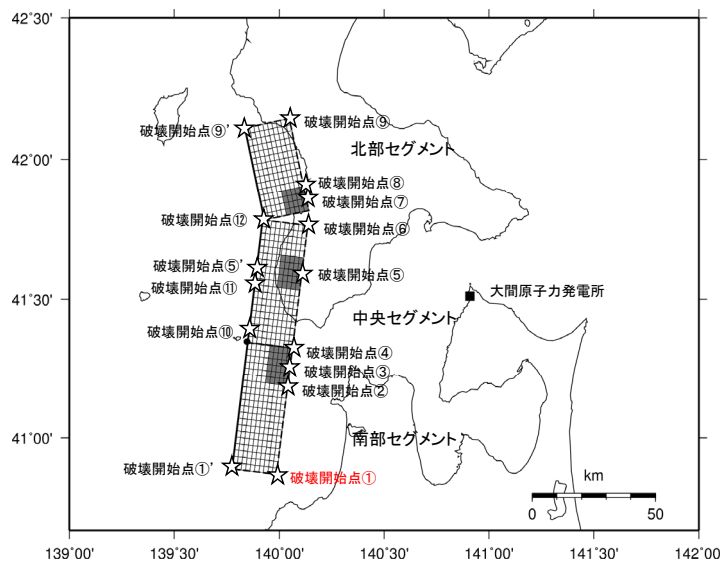 42°30'
破壊開始点⑨
破壊開始点⑨'
北部セグメント
42°00'
破壊開始点⑧
破壊開始点⑦
破壊開始点⑫
破壊開始点⑥
破壊開始点⑤'
破壊開始点⑤
破壊開始点⑪
大間原子力発電所
41°30'
中央セグメント
破壊開始点⑩
破壊開始点④
破壊開始点③
破壊開始点②
41°00'
南部セグメント
破壊開始点①'
破壊開始点①
km
0 50
139°00' 139°30' 140°00' 140°30' 141°00' 141°30' 142°00'